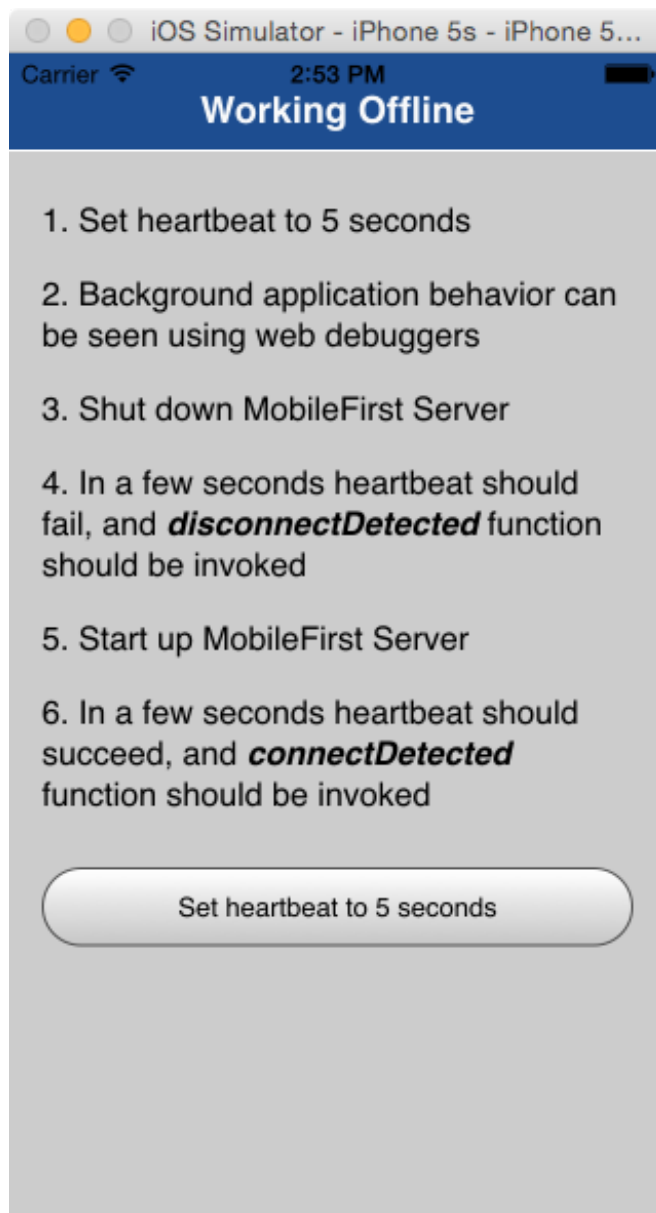 iOS Simulator - iPhone 5s - iPhone 5...
Carrier 2:53 PM
Working Offline
1. Set heartbeat to 5 seconds
2. Background application behavior can
be seen using web debuggers
3. Shut down MobileFirst Server
4. In a few seconds heartbeat should
fail, and disconnectDetected function
should be invoked
5. Start up MobileFirst Server
6. In a few seconds heartbeat should
succeed, and connectDetected
function should be invoked
Set heartbeat to 5 seconds